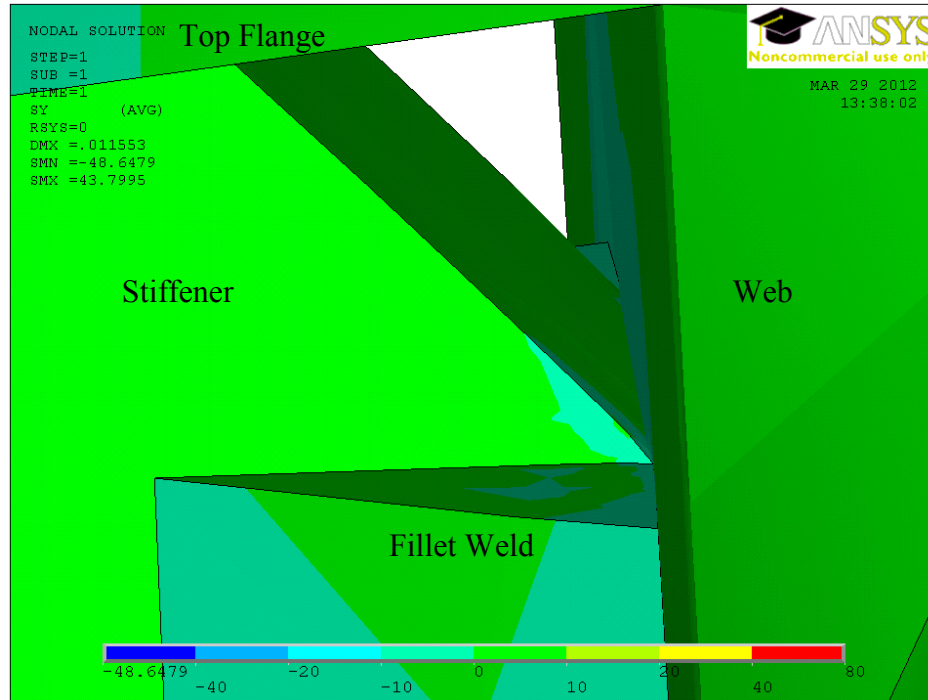 NODAL SOLUTION
Top Flange
STEP=1
SUB =1
TIME=1
SY (AVG)
RSYS=0
DMX =.011553
SMN =-48.6479
SMX =43.7995
ANSYS
Noncommercial use only
MAR 29 2012
13:38:02
Stiffener
Web
Fillet Weld
-48.6479 -20 0 20 80
-40 -10 10 40